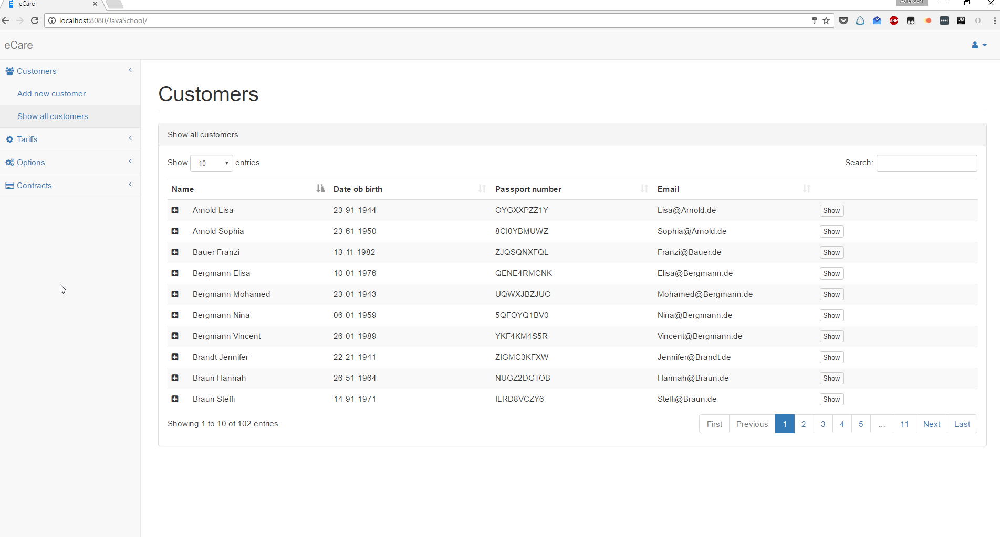 eCare
Алексей
localhost:8080/JavaSchool/
ABP
JB
eCare
Customers
Add new customer
Show all customers
Tariffs
Options
Contracts
Customers
Show all customers
Show 10 entries Search:
Name Date ob birth Passport number Email
Arnold Lisa 23-91-1944 OYGXXPZZ1Y Lisa@Arnold.de Show
Arnold Sophia 23-61-1950 8CI0YBMUWZ Sophia@Arnold.de Show
Bauer Franzi 13-11-1982 ZJQSQNXFQL Franzi@Bauer.de Show
Bergmann Elisa 10-01-1976 QENE4RMCNK Elisa@Bergmann.de Show
Bergmann Mohamed 23-01-1943 UQWXJBZJUO Mohamed@Bergmann.de Show
Bergmann Nina 06-01-1959 5QFOYQ1BV0 Nina@Bergmann.de Show
Bergmann Vincent 26-01-1989 YKF4KM4S5R Vincent@Bergmann.de Show
Brandt Jennifer 22-21-1941 ZIGMC3KFXW Jennifer@Brandt.de Show
Braun Hannah 26-51-1964 NUGZ2DGTOB Hannah@Braun.de Show
Braun Steffi 14-91-1971 ILRD8VCZY6 Steffi@Braun.de Show
Showing 1 to 10 of 102 entries First Previous 1 2 3 4 5 … 11 Next Last